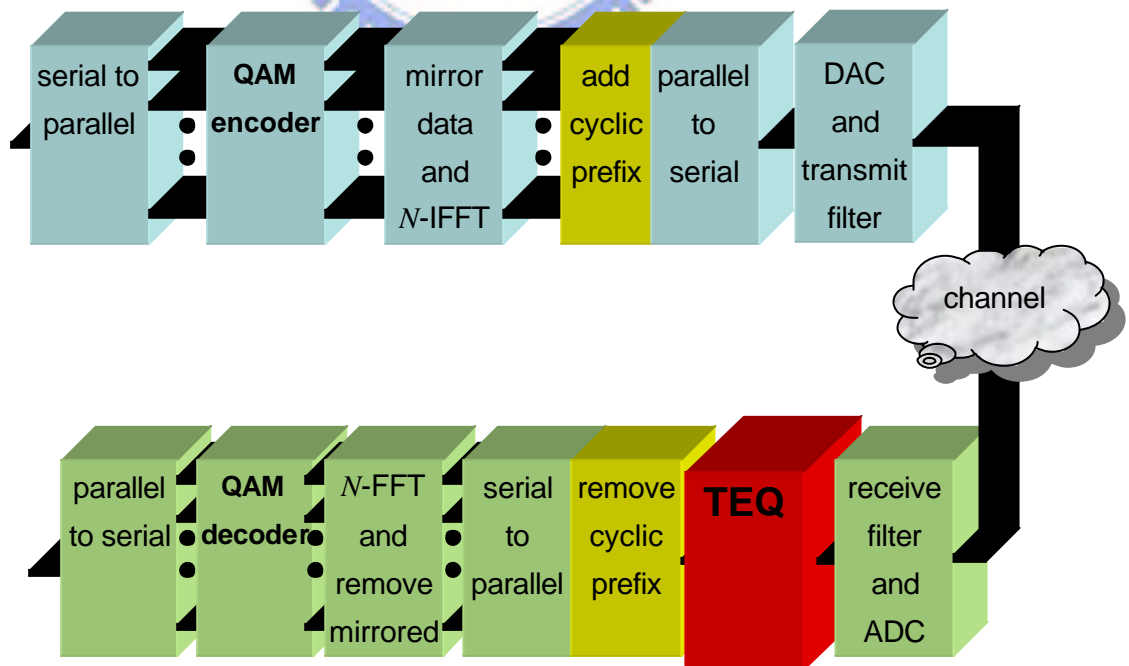 serial to
parallel
QAM
encoder
mirror
data
and
N-IFFT
add
cyclic
prefix
parallel
to
serial
DAC
and
transmit
filter
channel
parallel
to serial
QAM
decoder
N-FFT
and
remove
mirrored
serial
to
parallel
remove
cyclic
prefix
TEQ
receive
filter
and
ADC